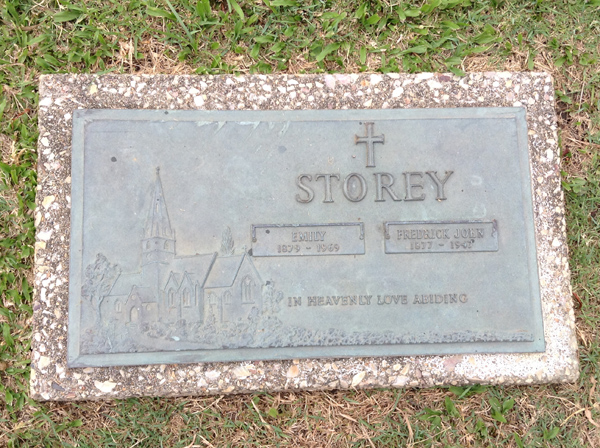 STOREY
EMILY
1879 – 1969
FREDRICK JOHN
1877 – 1947
IN HEAVENLY LOVE ABIDING